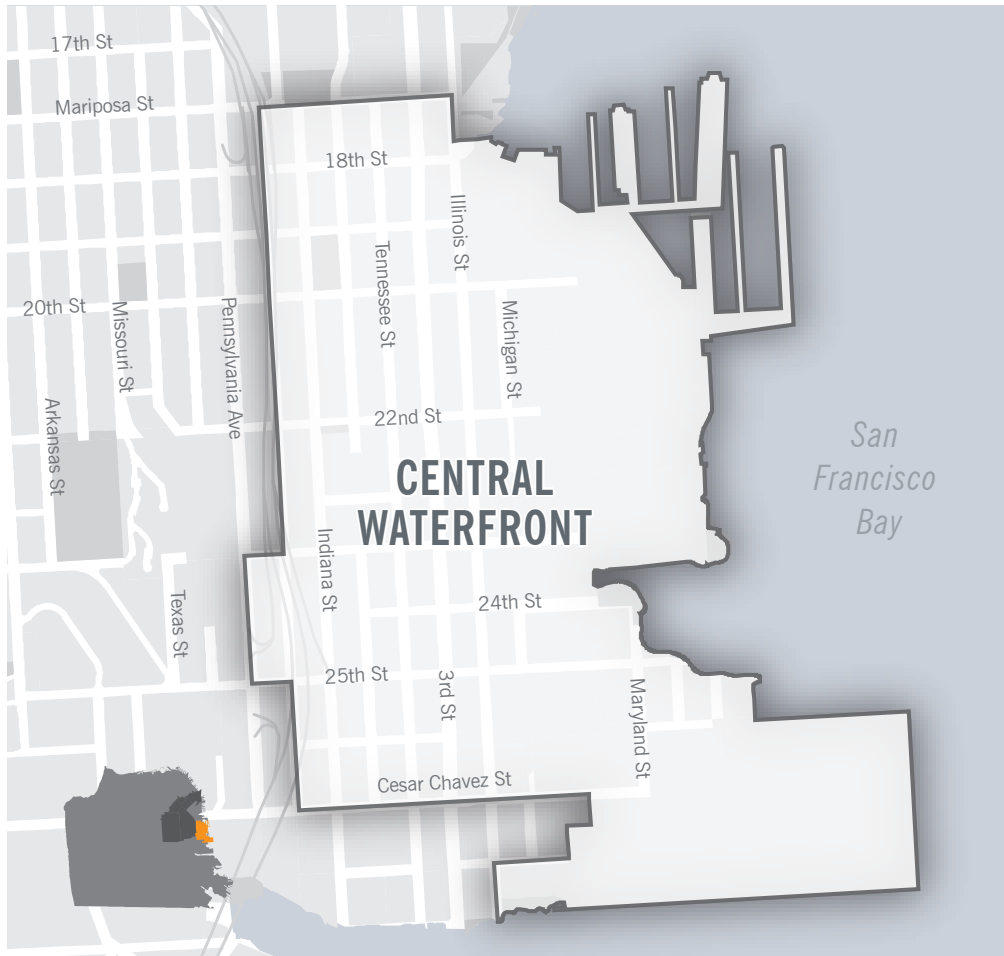 17th St
Mariposa St
18th St
Illinois St
Tennessee St
20th St
Missouri St
Pennsylvania Ave
Michigan St
Arkansas St
22nd St
San
Francisco
Bay
CENTRAL
WATERFRONT
Indiana St
Texas St
24th St
25th St
3rd St
Maryland St
Cesar Chavez St